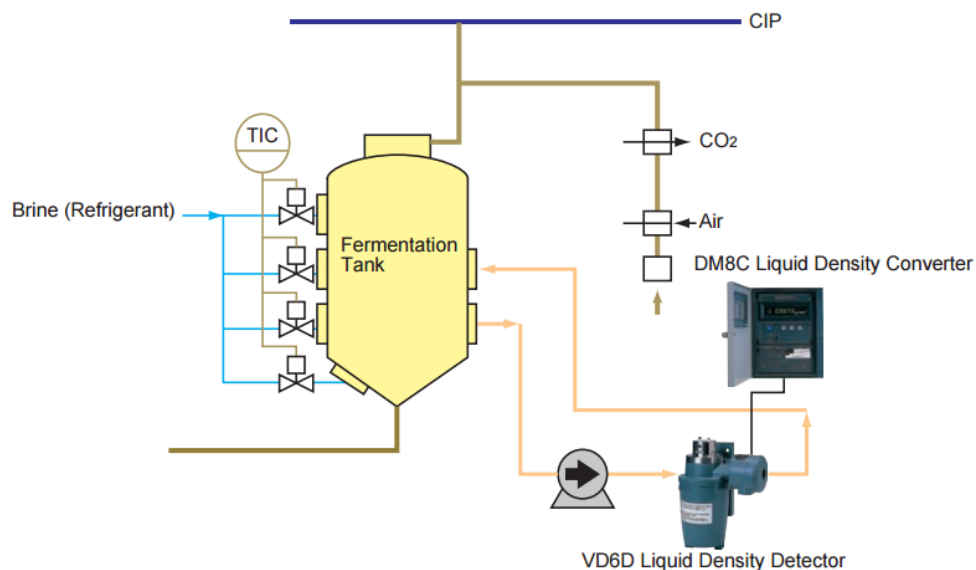 CIP
TIC
CO₂
Brine (Refrigerant)
Air
Fermentation
Tank
DM8C Liquid Density Converter
VD6D Liquid Density Detector